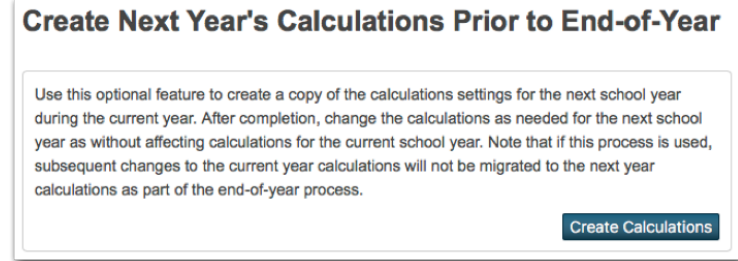 Create Next Year's Calculations Prior to End-of-Year
Use this optional feature to create a copy of the calculations settings for the next school year
during the current year. After completion, change the calculations as needed for the next school
year as without affecting calculations for the current school year. Note that if this process is used,
subsequent changes to the current year calculations will not be migrated to the next year
calculations as part of the end-of-year process.
Create Calculations